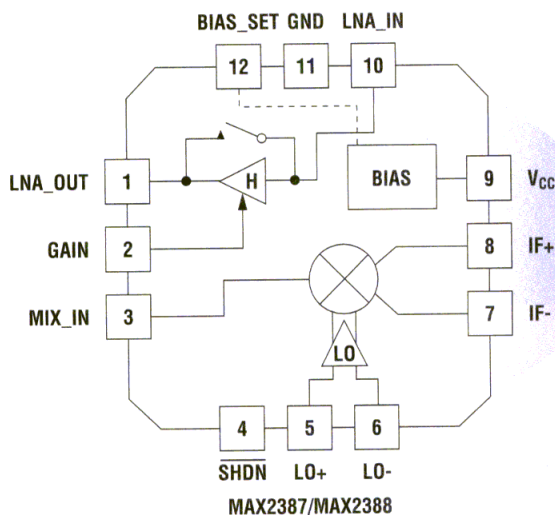 BIAS_SET GND LNA_IN
12 11 10
LNA_OUT 1 H BIAS 9 VCC
GAIN 2 8 IF+
MIX_IN 3 7 IF-
LO
4 5 6
SHDN LO+ LO-
MAX2387/MAX2388